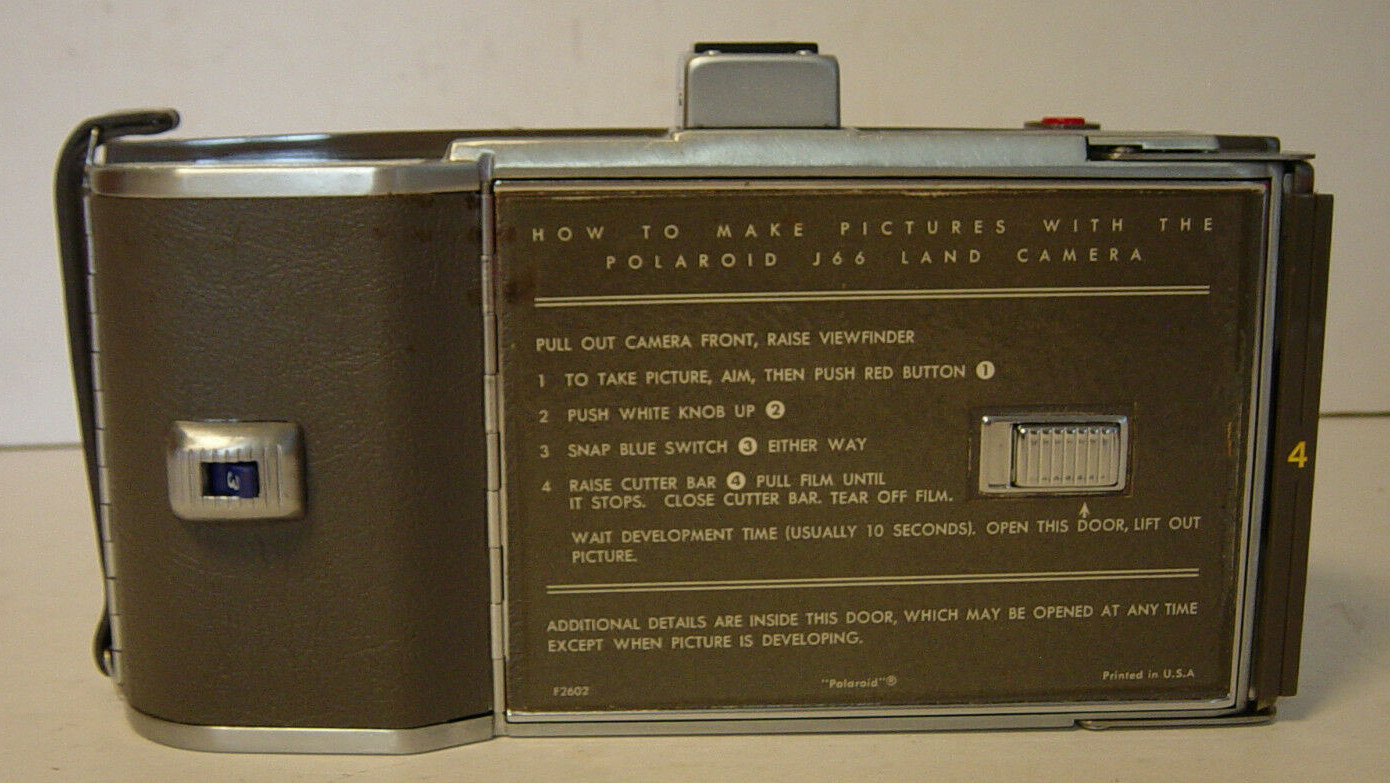 HOW TO MAKE PICTURES WITH THE
POLAROID J66 LAND CAMERA
PULL OUT CAMERA FRONT, RAISE VIEWFINDER
1 TO TAKE PICTURE, AIM, THEN PUSH RED BUTTON 1
2 PUSH WHITE KNOB UP 2
3 SNAP BLUE SWITCH 3 EITHER WAY
4 RAISE CUTTER BAR 4 PULL FILM UNTIL
IT STOPS. CLOSE CUTTER BAR. TEAR OFF FILM.
WAIT DEVELOPMENT TIME (USUALLY 10 SECONDS). OPEN THIS DOOR, LIFT OUT
PICTURE.
ADDITIONAL DETAILS ARE INSIDE THIS DOOR, WHICH MAY BE OPENED AT ANY TIME
EXCEPT WHEN PICTURE IS DEVELOPING.
F2602 "Polaroid"® Printed in U.S.A
3
4